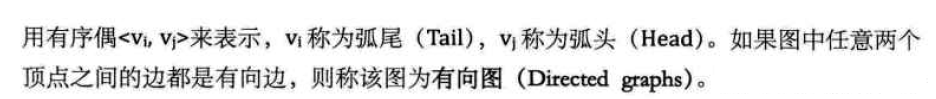 用有序偶<vi, vj>来表示，vi 称为弧尾（Tail），vj 称为弧头（Head）。如果图中任意两个
顶点之间的边都是有向边，则称该图为有向图（Directed graphs）。